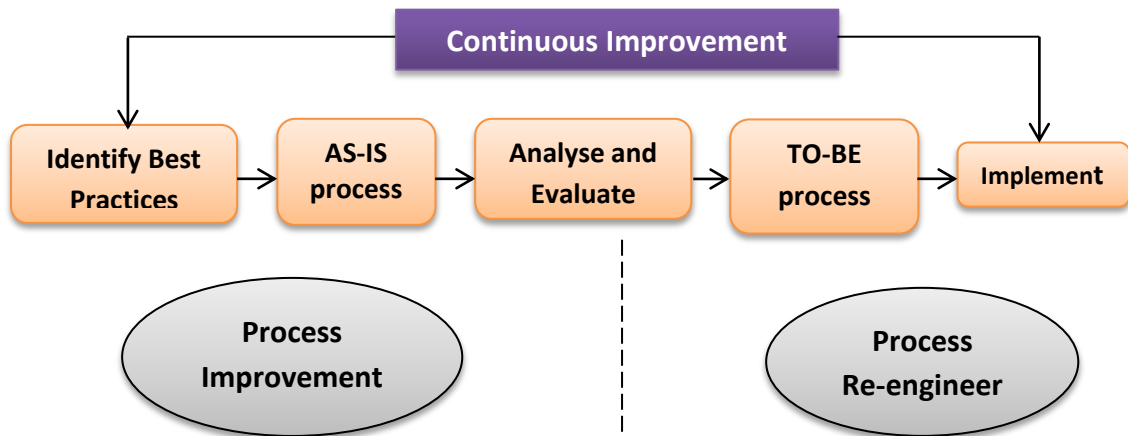 Continuous Improvement
Identify Best
Practices
AS-IS
process
Analyse and
Evaluate
TO-BE
process
Implement
Process
Improvement
Process
Re-engineer